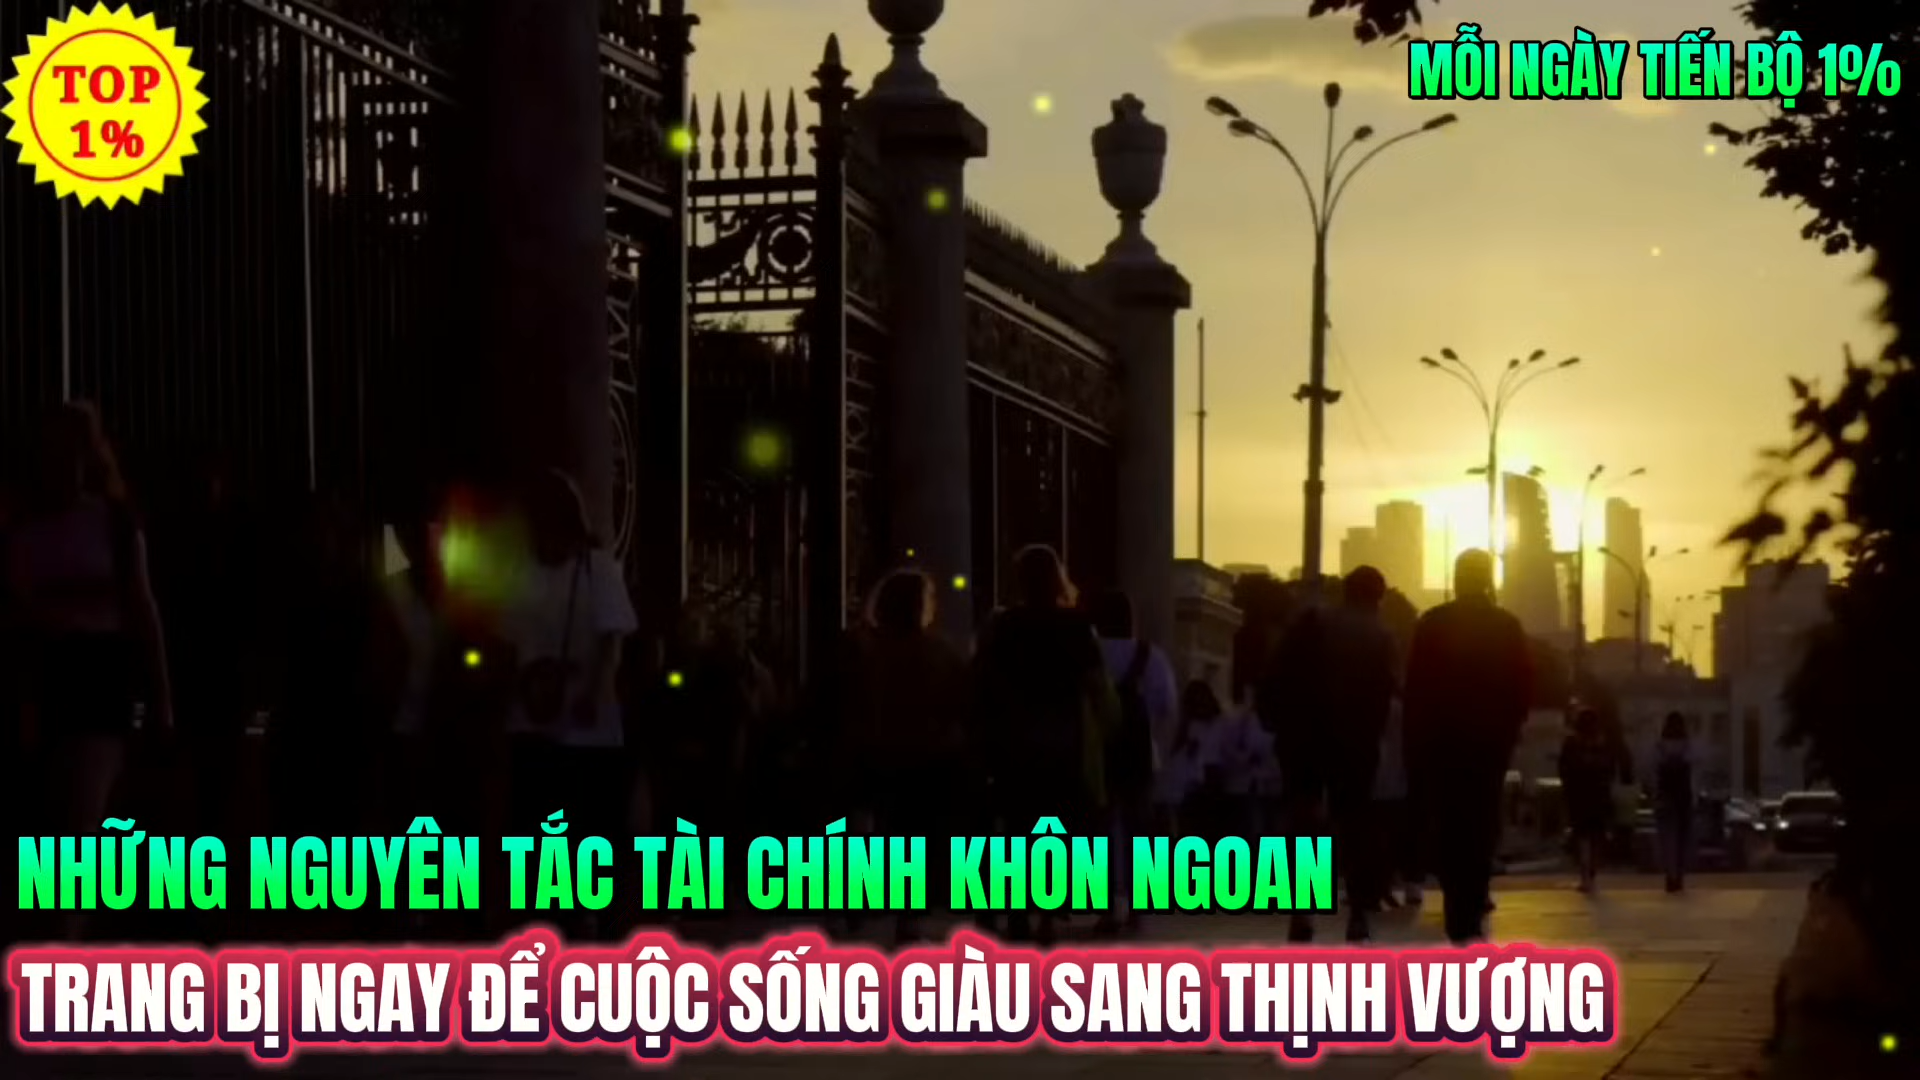 TOP
1%
MỖI NGÀY TIẾN BỘ 1%
NHỮNG NGUYÊN TẮC TÀI CHÍNH KHÔN NGOAN
TRANG BỊ NGAY ĐỂ CUỘC SỐNG GIÀU SANG THỊNH VƯỢNG